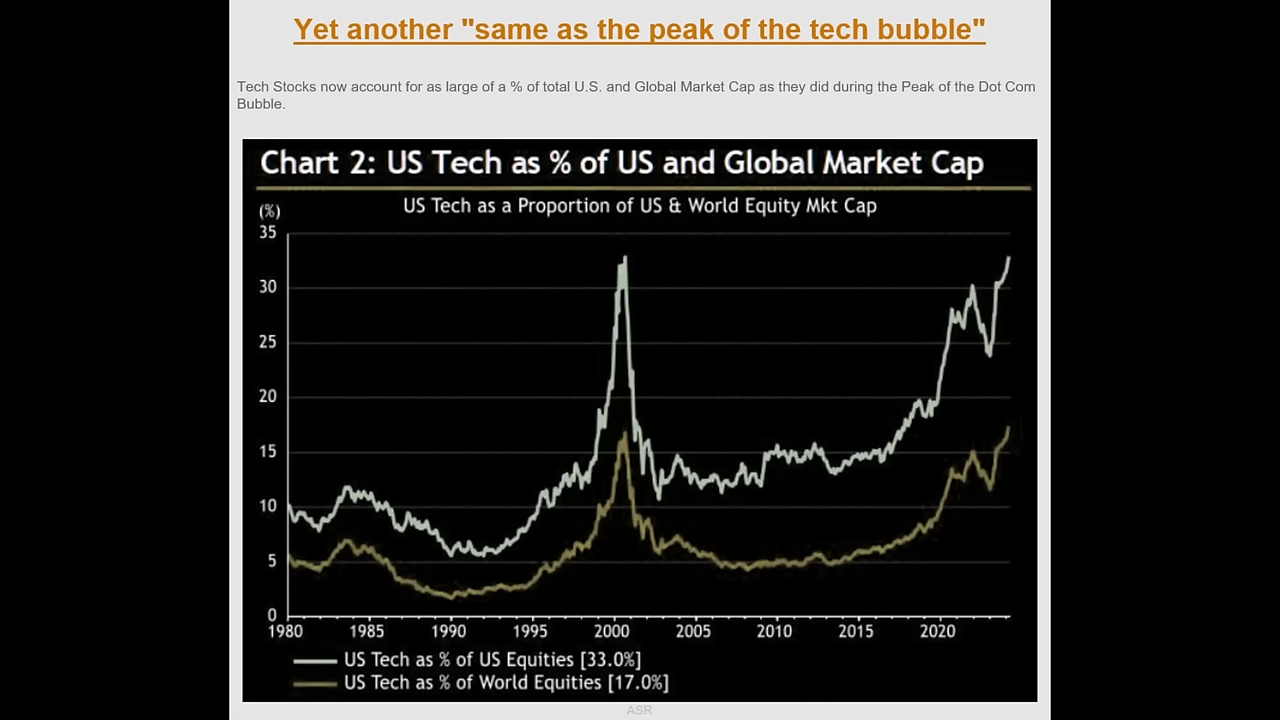 Yet another "same as the peak of the tech bubble"
Tech Stocks now account for as large of a % of total U.S. and Global Market Cap as they did during the Peak of the Dot Com
Bubble.
Chart 2: US Tech as % of US and Global Market Cap
US Tech as a Proportion of US & World Equity Mkt Cap
(%)
35
30
25
20
15
10
5
0
1980 1985 1990 1995 2000 2005 2010 2015 2020
US Tech as % of US Equities [33.0%]
US Tech as % of World Equities [17.0%]
ASR